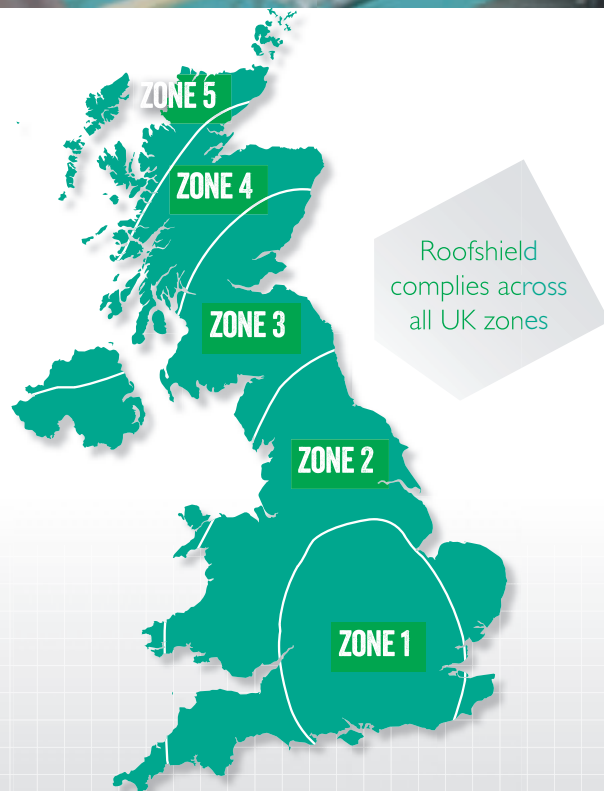 ZONE 5
ZONE 4
Roofshield
complies across
all UK zones
ZONE 3
ZONE 2
ZONE 1